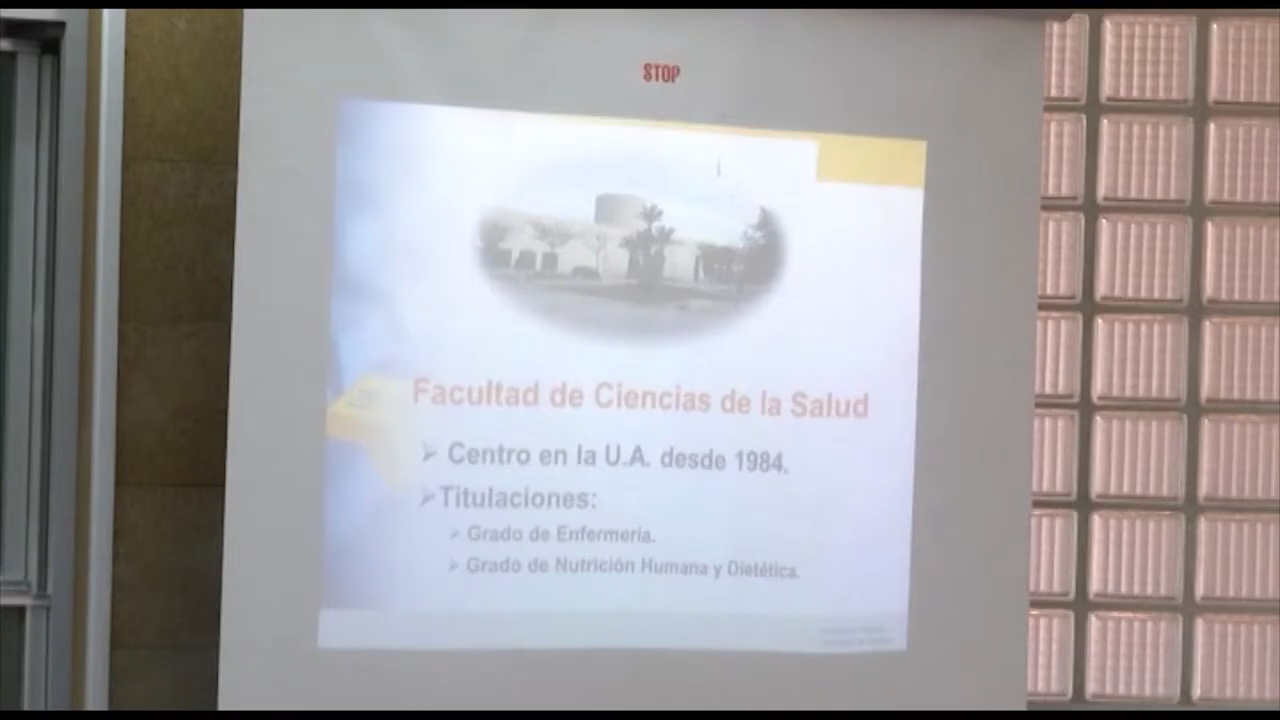 STOP
Facultad de Ciencias de la Salud
➢ Centro en la U.A. desde 1984.
➢Titulaciones:
➢ Grado de Enfermería.
➢ Grado de Nutrición Humana y Dietética.